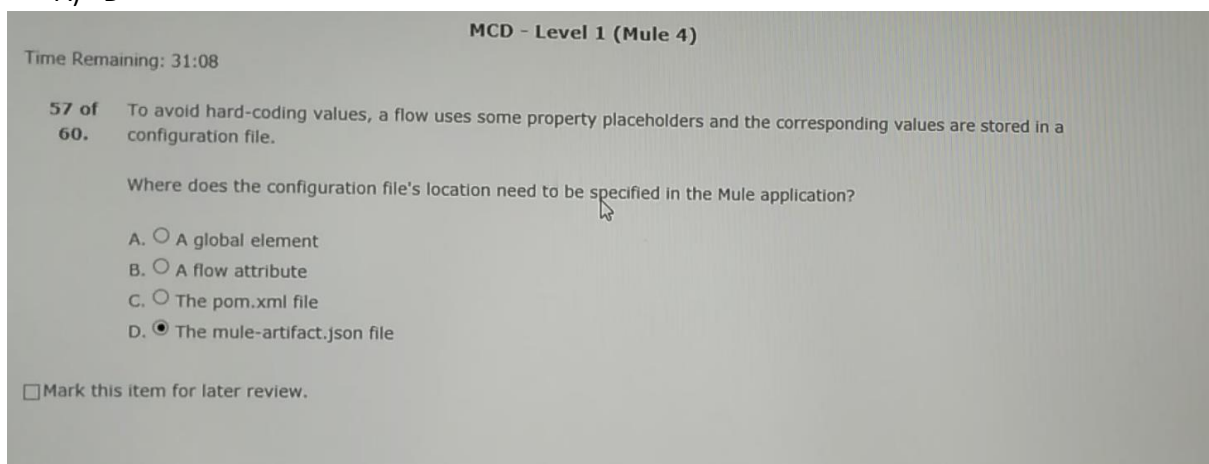 MCD - Level 1 (Mule 4)
Time Remaining: 31:08
57 of 60.
To avoid hard-coding values, a flow uses some property placeholders and the corresponding values are stored in a
configuration file.
Where does the configuration file's location need to be specified in the Mule application?
A. A global element
B. A flow attribute
C. The pom.xml file
D. The mule-artifact.json file
Mark this item for later review.